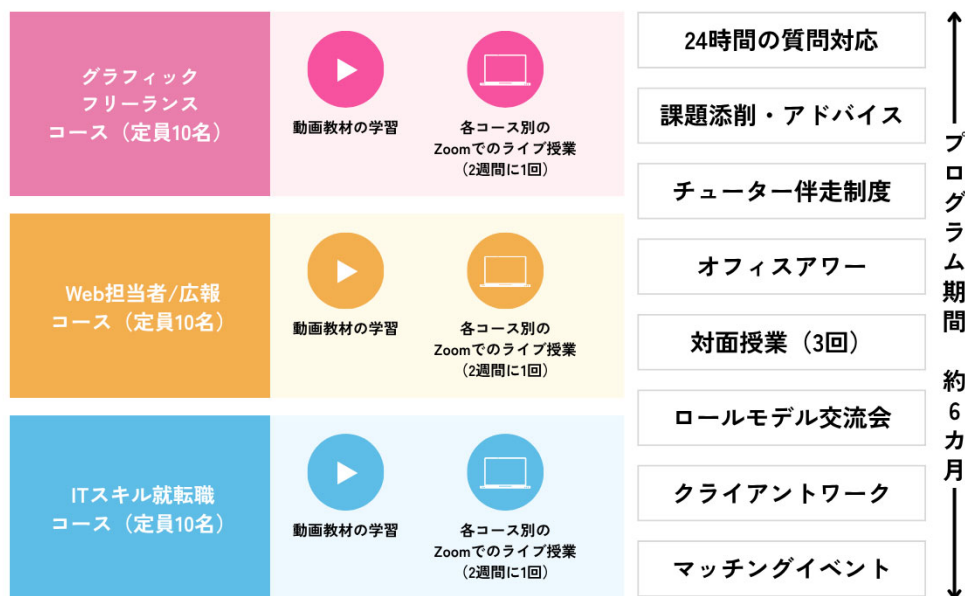 グラフィック
フリーランス
コース（定員10名）
動画教材の学習
各コース別の
Zoomでのライブ授業
（2週間に1回）
Web担当者/広報
コース（定員10名）
動画教材の学習
各コース別の
Zoomでのライブ授業
（2週間に1回）
ITスキル就転職
コース（定員10名）
動画教材の学習
各コース別の
Zoomでのライブ授業
（2週間に1回）
24時間の質問対応
課題添削・アドバイス
チューター伴走制度
オフィスアワー
対面授業（3回）
ロールモデル交流会
クライアントワーク
マッチングイベント
プログラム期間　約6カ月